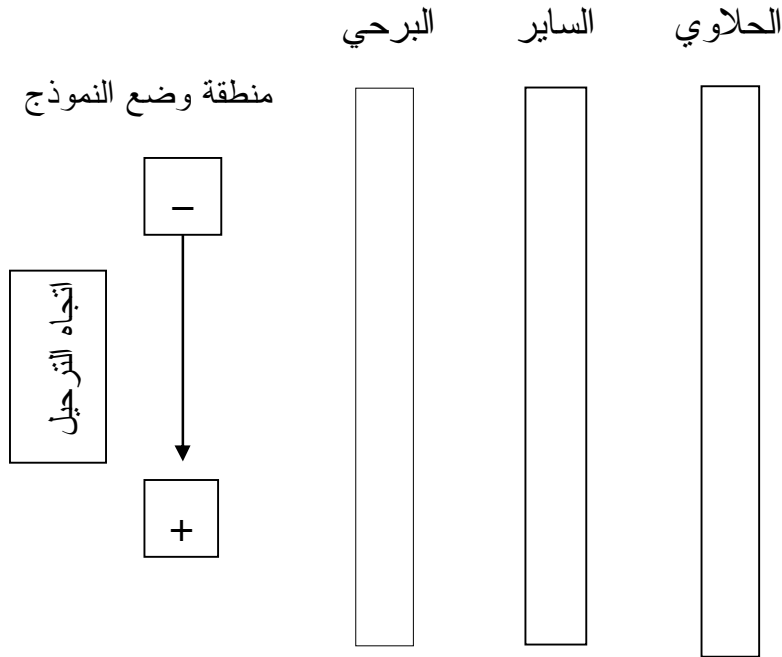 الحلاوي
الساير
البرحي
منطقة وضع النموذج
–
اتجاه الترحيل
+